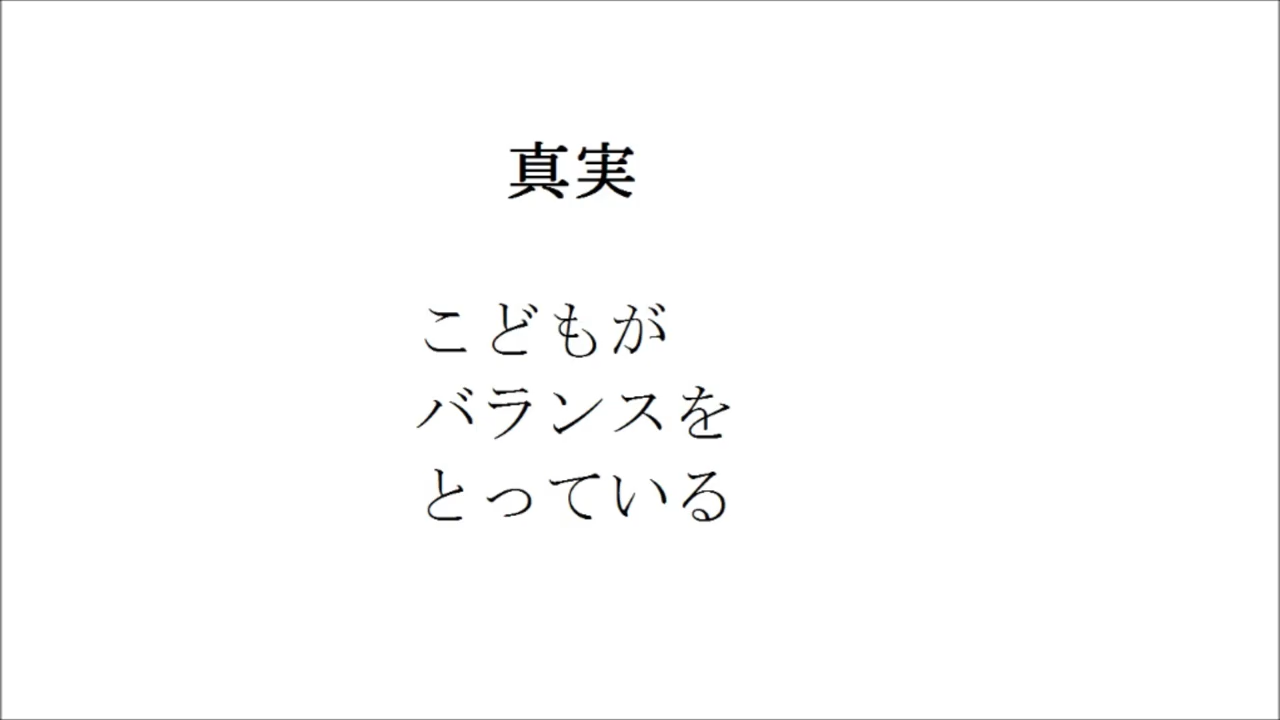 真実
こどもが
バランスを
とっている